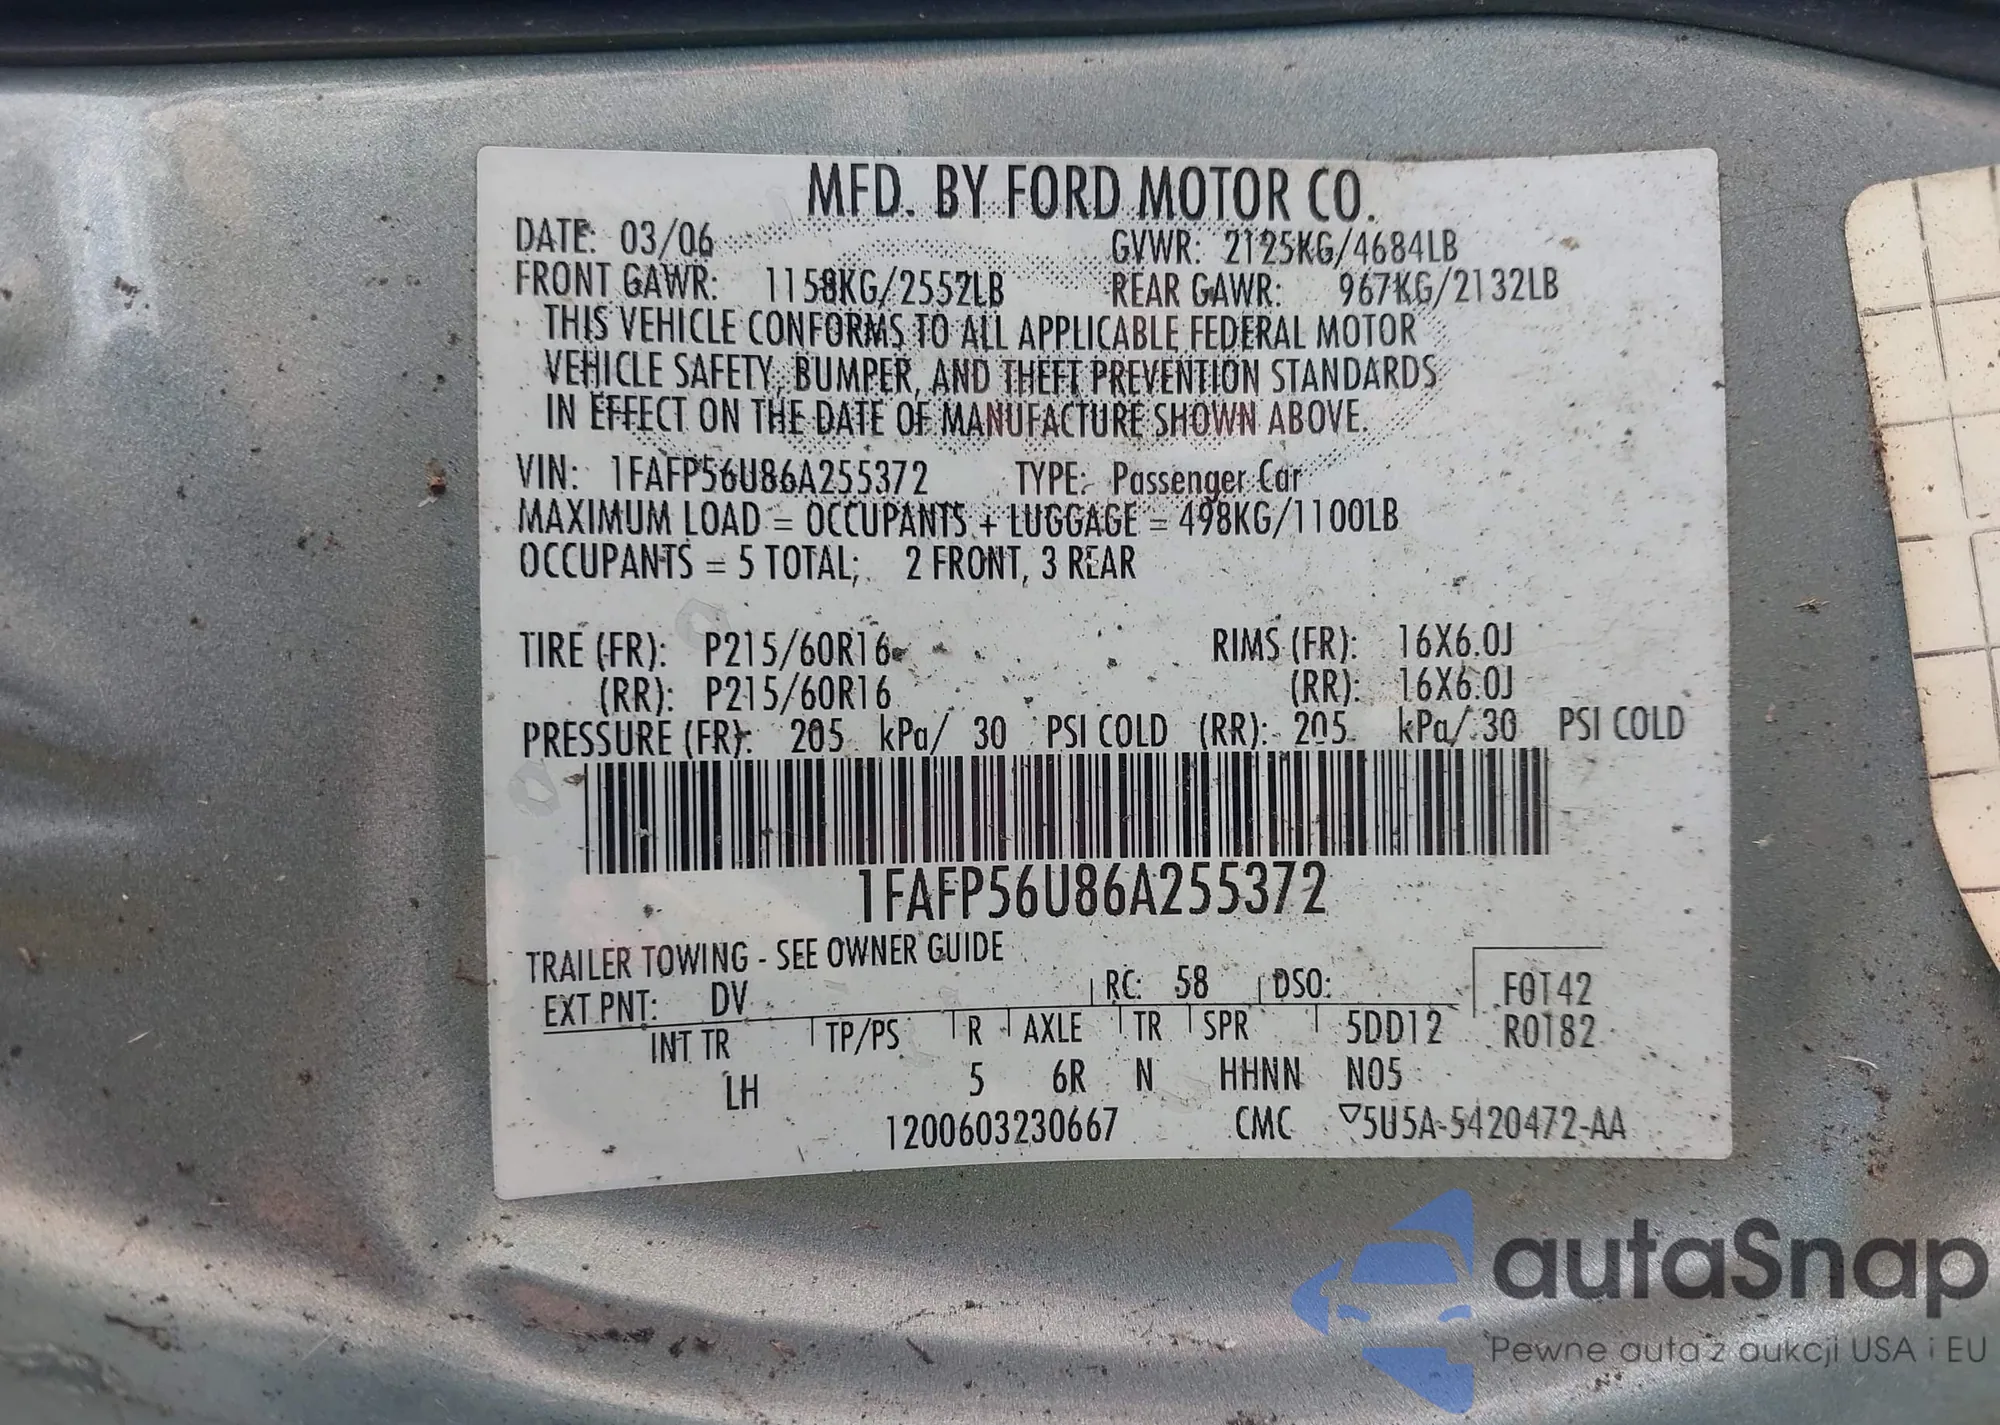 MFD. BY FORD MOTOR CO.
DATE: 03/06 GVWR: 2125KG/4684LB
FRONT GAWR: 1158KG/2552LB REAR GAWR: 967KG/2132LB
THIS VEHICLE CONFORMS TO ALL APPLICABLE FEDERAL MOTOR
VEHICLE SAFETY, BUMPER, AND THEFT PREVENTION STANDARDS
IN EFFECT ON THE DATE OF MANUFACTURE SHOWN ABOVE.
VIN: 1FAFP56U86A255372 TYPE: Passenger Car
MAXIMUM LOAD = OCCUPANTS + LUGGAGE = 498KG/1100LB
OCCUPANTS = 5 TOTAL; 2 FRONT, 3 REAR
TIRE (FR): P215/60R16 RIMS (FR): 16X6.0J
(RR): P215/60R16 (RR): 16X6.0J
PRESSURE (FR): 205 kPa/ 30 PSI COLD (RR): 205 kPa/ 30 PSI COLD
1FAFP56U86A255372
TRAILER TOWING - SEE OWNER GUIDE
EXT PNT: DV RC: 58 DSO: F0T42
INT TR TP/PS R AXLE TR SPR 5DD12 R0182
LH 5 6R N HHNN N05
1200603230667 CMC ▽5U5A-5420472-AA
autaSnap
Pewne auta z aukcji USA i EU